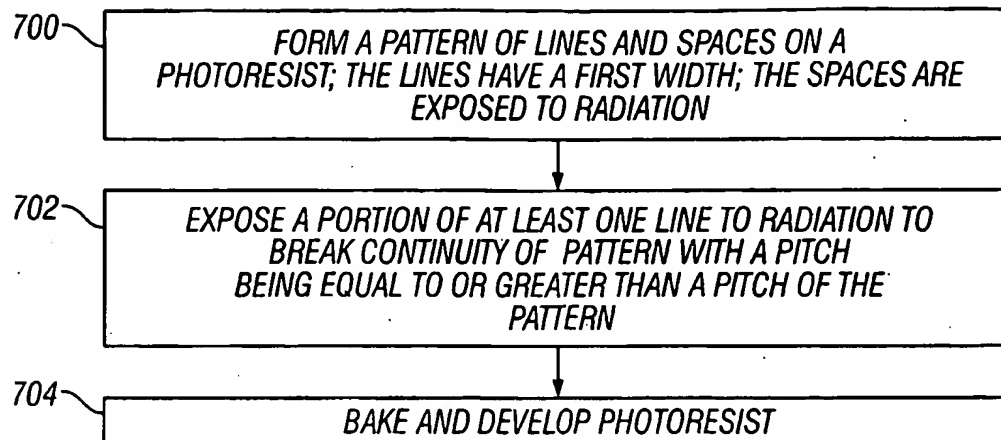 700
FORM A PATTERN OF LINES AND SPACES ON A
PHOTORESIST; THE LINES HAVE A FIRST WIDTH; THE SPACES ARE
EXPOSED TO RADIATION
702
EXPOSE A PORTION OF AT LEAST ONE LINE TO RADIATION TO
BREAK CONTINUITY OF PATTERN WITH A PITCH
BEING EQUAL TO OR GREATER THAN A PITCH OF THE
PATTERN
704
BAKE AND DEVELOP PHOTORESIST